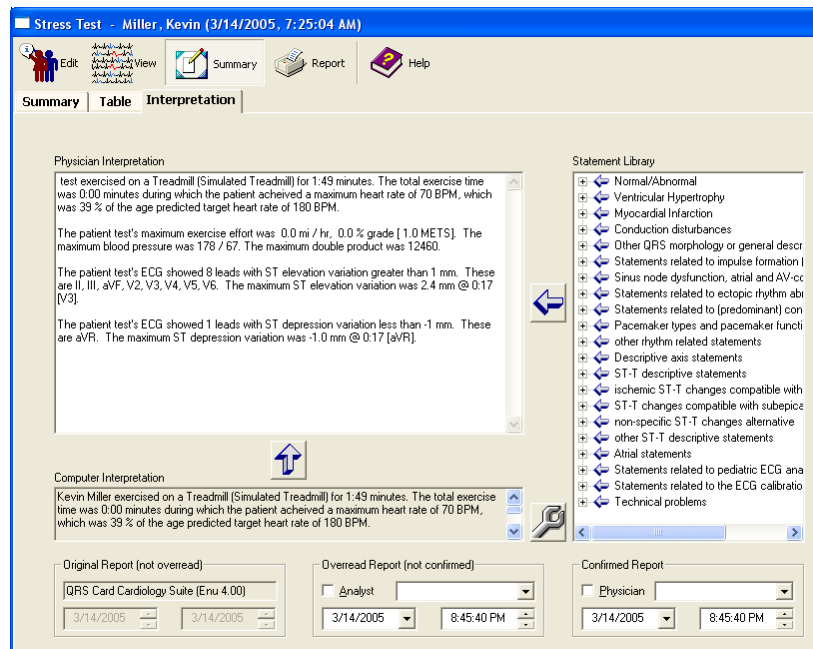 Stress Test - Miller, Kevin (3/14/2005, 7:25:04 AM)
Edit View Summary Report Help
Summary Table Interpretation
Physician Interpretation
test exercised on a Treadmill (Simulated Treadmill) for 1:49 minutes. The total exercise time
was 0:00 minutes during which the patient acheived a maximum heart rate of 70 BPM, which
was 39 % of the age predicted target heart rate of 180 BPM.
The patient test's maximum exercise effort was 0.0 mi / hr, 0.0 % grade [ 1.0 METS]. The
maximum blood pressure was 178 / 67. The maximum double product was 12460.
The patient test's ECG showed 8 leads with ST elevation variation greater than 1 mm. These
are II, III, aVF, V2, V3, V4, V5, V6. The maximum ST elevation variation was 2.4 mm @ 0:17
[V3].
The patient test's ECG showed 1 leads with ST depression variation less than -1 mm. These
are aVR. The maximum ST depression variation was -1.0 mm @ 0:17 [aVR].
Statement Library
Normal/Abnormal
Ventricular Hypertrophy
Myocardial Infarction
Conduction disturbances
Other QRS morphology or general descr
Statements related to impulse formation
Sinus node dysfunction, atrial and AV-co
Statements related to ectopic rhythm ab
Statements related to (predominant) con
Pacemaker types and pacemaker functi
other rhythm related statements
Descriptive axis statements
ST-T descriptive statements
ischemic ST-T changes compatible with
ST-T changes compatible with subepica
non-specific ST-T changes alternative
other ST-T descriptive statements
Atrial statements
Statements related to pediatric ECG ana
Statements related to the ECG calibratio
Technical problems
Computer Interpretation
Kevin Miller exercised on a Treadmill (Simulated Treadmill) for 1:49 minutes. The total exercise
time was 0:00 minutes during which the patient acheived a maximum heart rate of 70 BPM,
which was 39 % of the age predicted target heart rate of 180 BPM.
Original Report (not overread)
QRS Card Cardiology Suite (Enu 4.00)
3/14/2005 3/14/2005
Overread Report (not confirmed)
Analyst
3/14/2005 8:45:40 PM
Confirmed Report
Physician
3/14/2005 8:45:40 PM